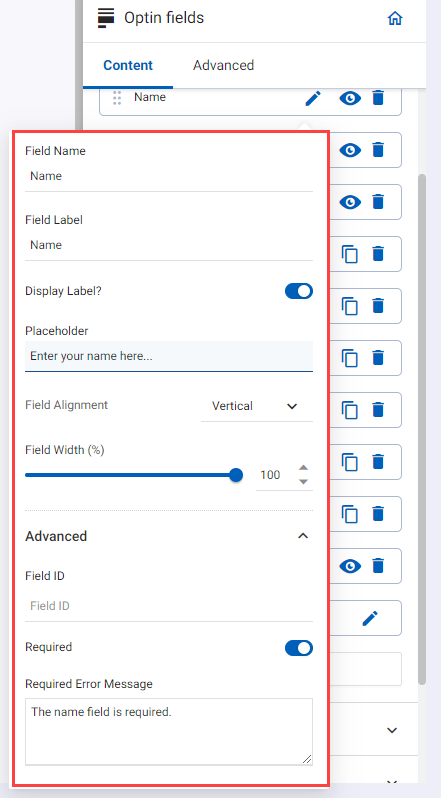 Optin fields
Content
Advanced
Name
Field Name
Name
Field Label
Name
Display Label?
Placeholder
Enter your name here...
Field Alignment
Vertical
Field Width (%)
100
Advanced
Field ID
Field ID
Required
Required Error Message
The name field is required.